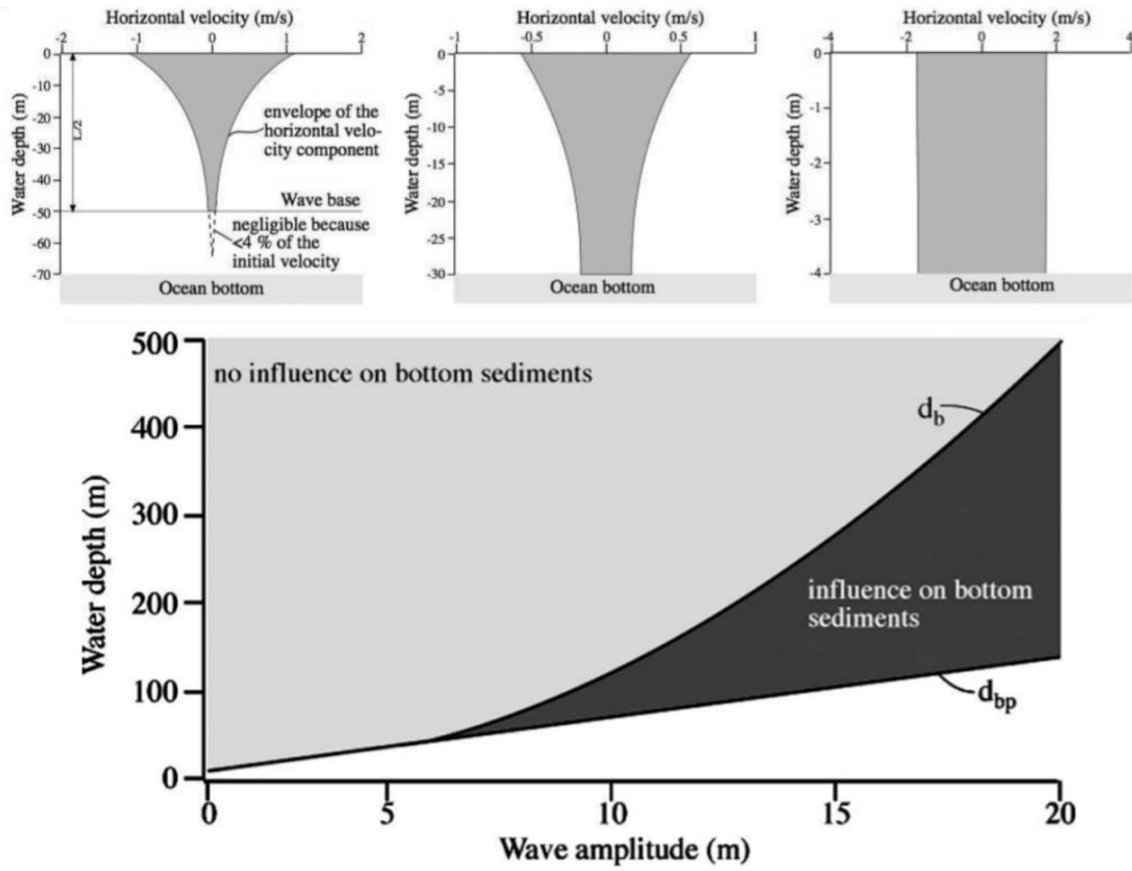 Horizontal velocity (m/s)
-2 -1 0 1 2
Water depth (m)
0
-10
-20
-30
-40
-50
-60
-70
L/2
envelope of the
horizontal velo-
city component
Wave base
negligible because
<4 % of the
initial velocity
Ocean bottom
Horizontal velocity (m/s)
-1 -0.5 0 0.5 1
Water depth (m)
0
-5
-10
-15
-20
-25
-30
Ocean bottom
Horizontal velocity (m/s)
-4 -2 0 2 4
Water depth (m)
0
-1
-2
-3
-4
Ocean bottom
Water depth (m)
500
400
300
200
100
0
no influence on bottom sediments
db
influence on bottom
sediments
dbp
0 5 10 15 20
Wave amplitude (m)